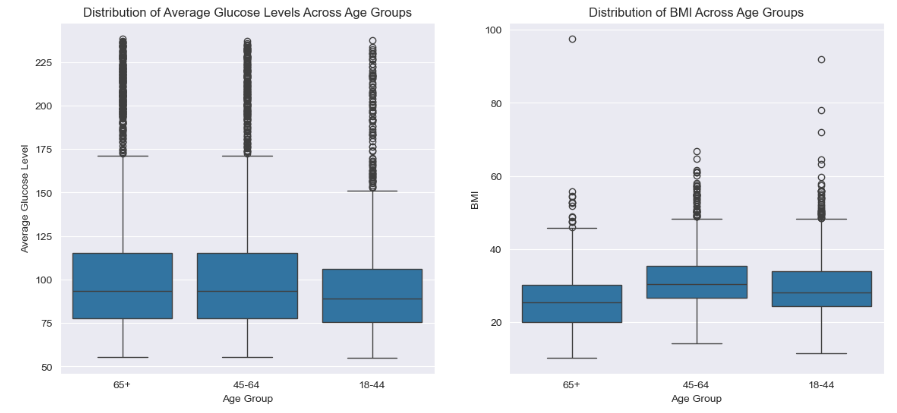 Distribution of Average Glucose Levels Across Age Groups
Average Glucose Level
225
200
175
150
125
100
75
50
65+ 45-64 18-44
Age Group
Distribution of BMI Across Age Groups
BMI
100
80
60
40
20
65+ 45-64 18-44
Age Group